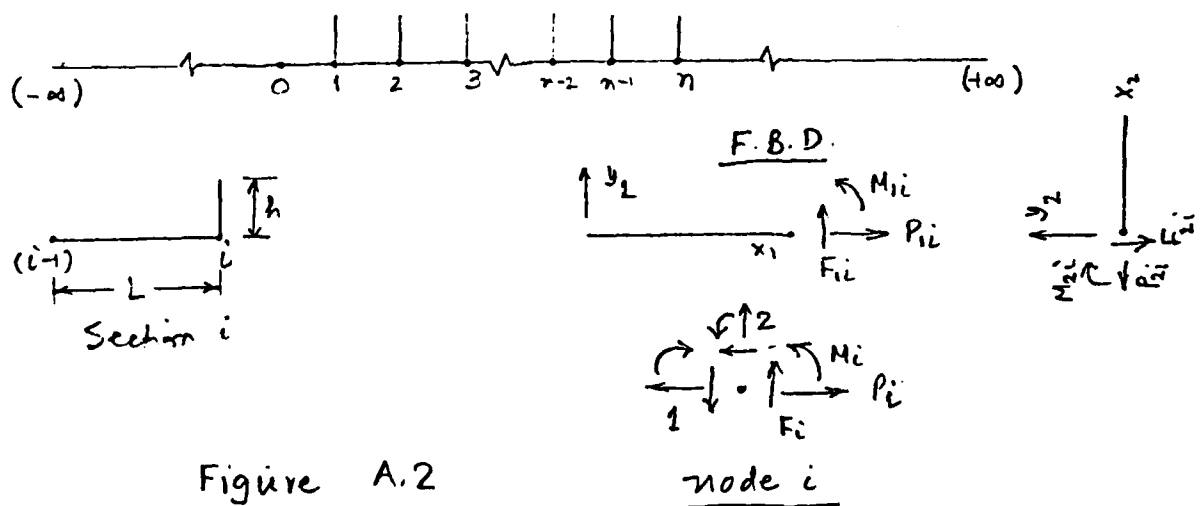 (-∞) 0 1 2 3 n-2 n-1 n (+∞)
F.B.D.
h
(i-1) i
L
Section i
y₂
x₁
M₁ᵢ
P₁ᵢ
F₁ᵢ
x₂
y₂
2
Mᵢ
Pᵢ
1
Fᵢ
Figure A.2
node i